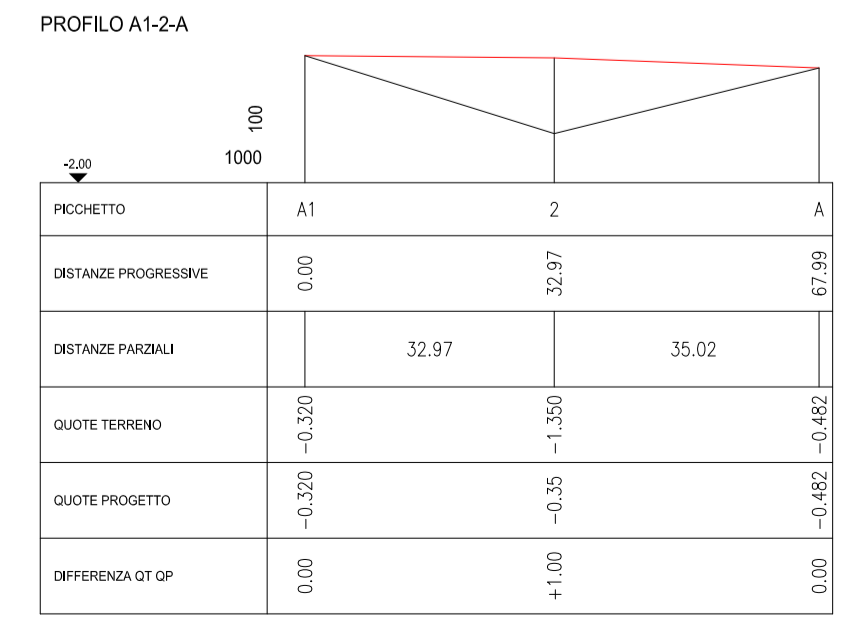 PROFILO A1-2-A
100
1000
-2.00
PICCHETTO A1 2 A
DISTANZE PROGRESSIVE 0.00 32.97 67.99
DISTANZE PARZIALI 32.97 35.02
QUOTE TERRENO -0.320 -1.350 -0.482
QUOTE PROGETTO -0.320 -0.35 -0.482
DIFFERENZA QT QP 0.00 +1.00 0.00